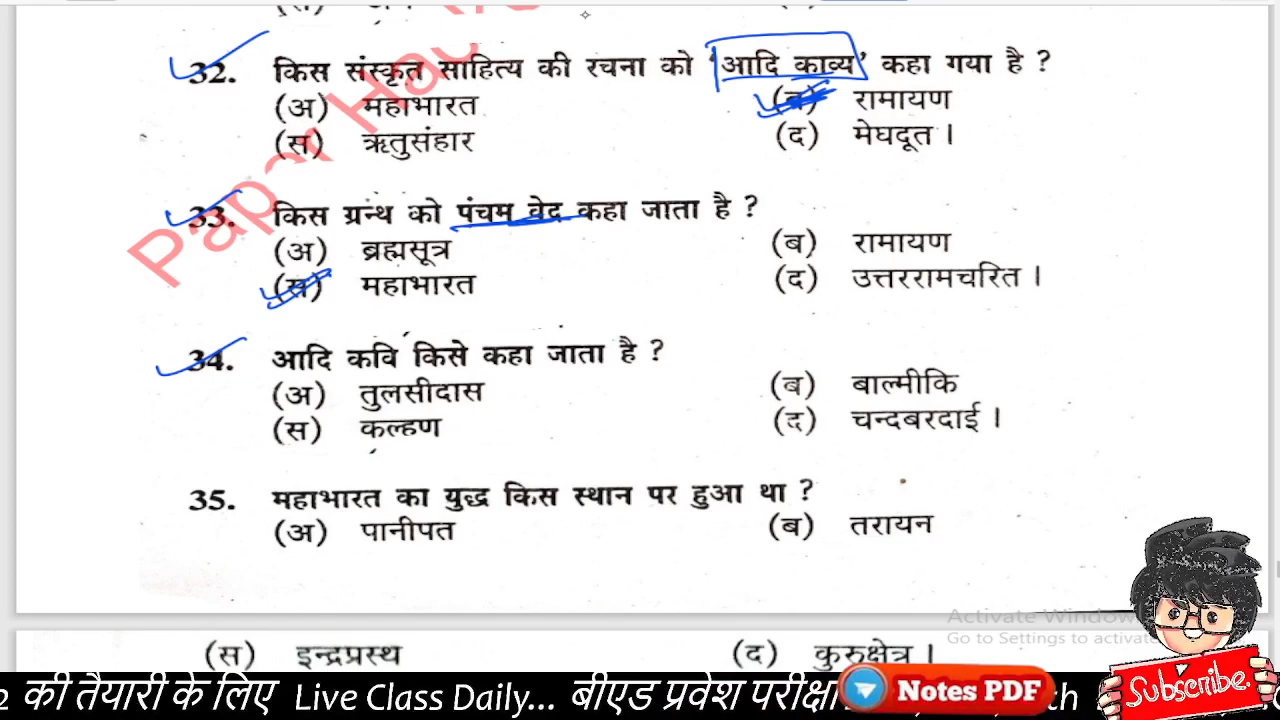 32. किस संस्कृत साहित्य की रचना को 'आदि काव्य' कहा गया है ?
(अ) महाभारत (ब) रामायण
(स) ऋतुसंहार (द) मेघदूत ।
33. किस ग्रन्थ को पंचम वेद कहा जाता है ?
(अ) ब्रह्मसूत्र (ब) रामायण
(स) महाभारत (द) उत्तररामचरित ।
34. आदि कवि किसे कहा जाता है ?
(अ) तुलसीदास (ब) बाल्मीकि
(स) कल्हण (द) चन्दबरदाई ।
35. महाभारत का युद्ध किस स्थान पर हुआ था ?
(अ) पानीपत (ब) तरायन
Activate Window
Go to Settings to activate
(स) इन्द्रप्रस्थ (द) कुरुक्षेत्र ।
की तैयारी के लिए Live Class Daily... बीएड प्रवेश परीक्षा
Notes PDF
Subscribe